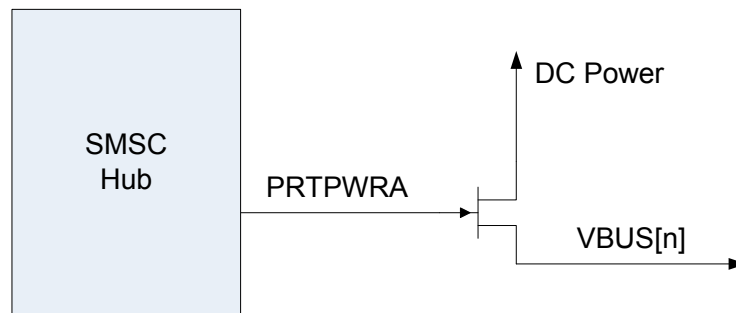 SMSC
Hub
PRTPWRA
DC Power
VBUS[n]